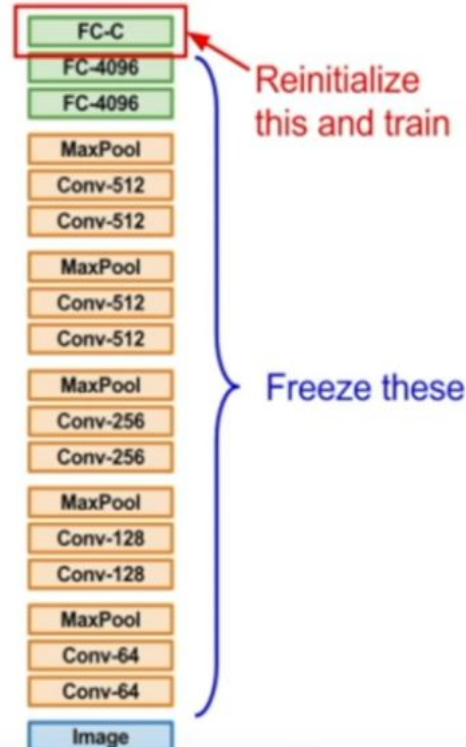 FC-C
FC-4096
FC-4096
MaxPool
Conv-512
Conv-512
MaxPool
Conv-512
Conv-512
MaxPool
Conv-256
Conv-256
MaxPool
Conv-128
Conv-128
MaxPool
Conv-64
Conv-64
Image
Reinitialize
this and train
Freeze these